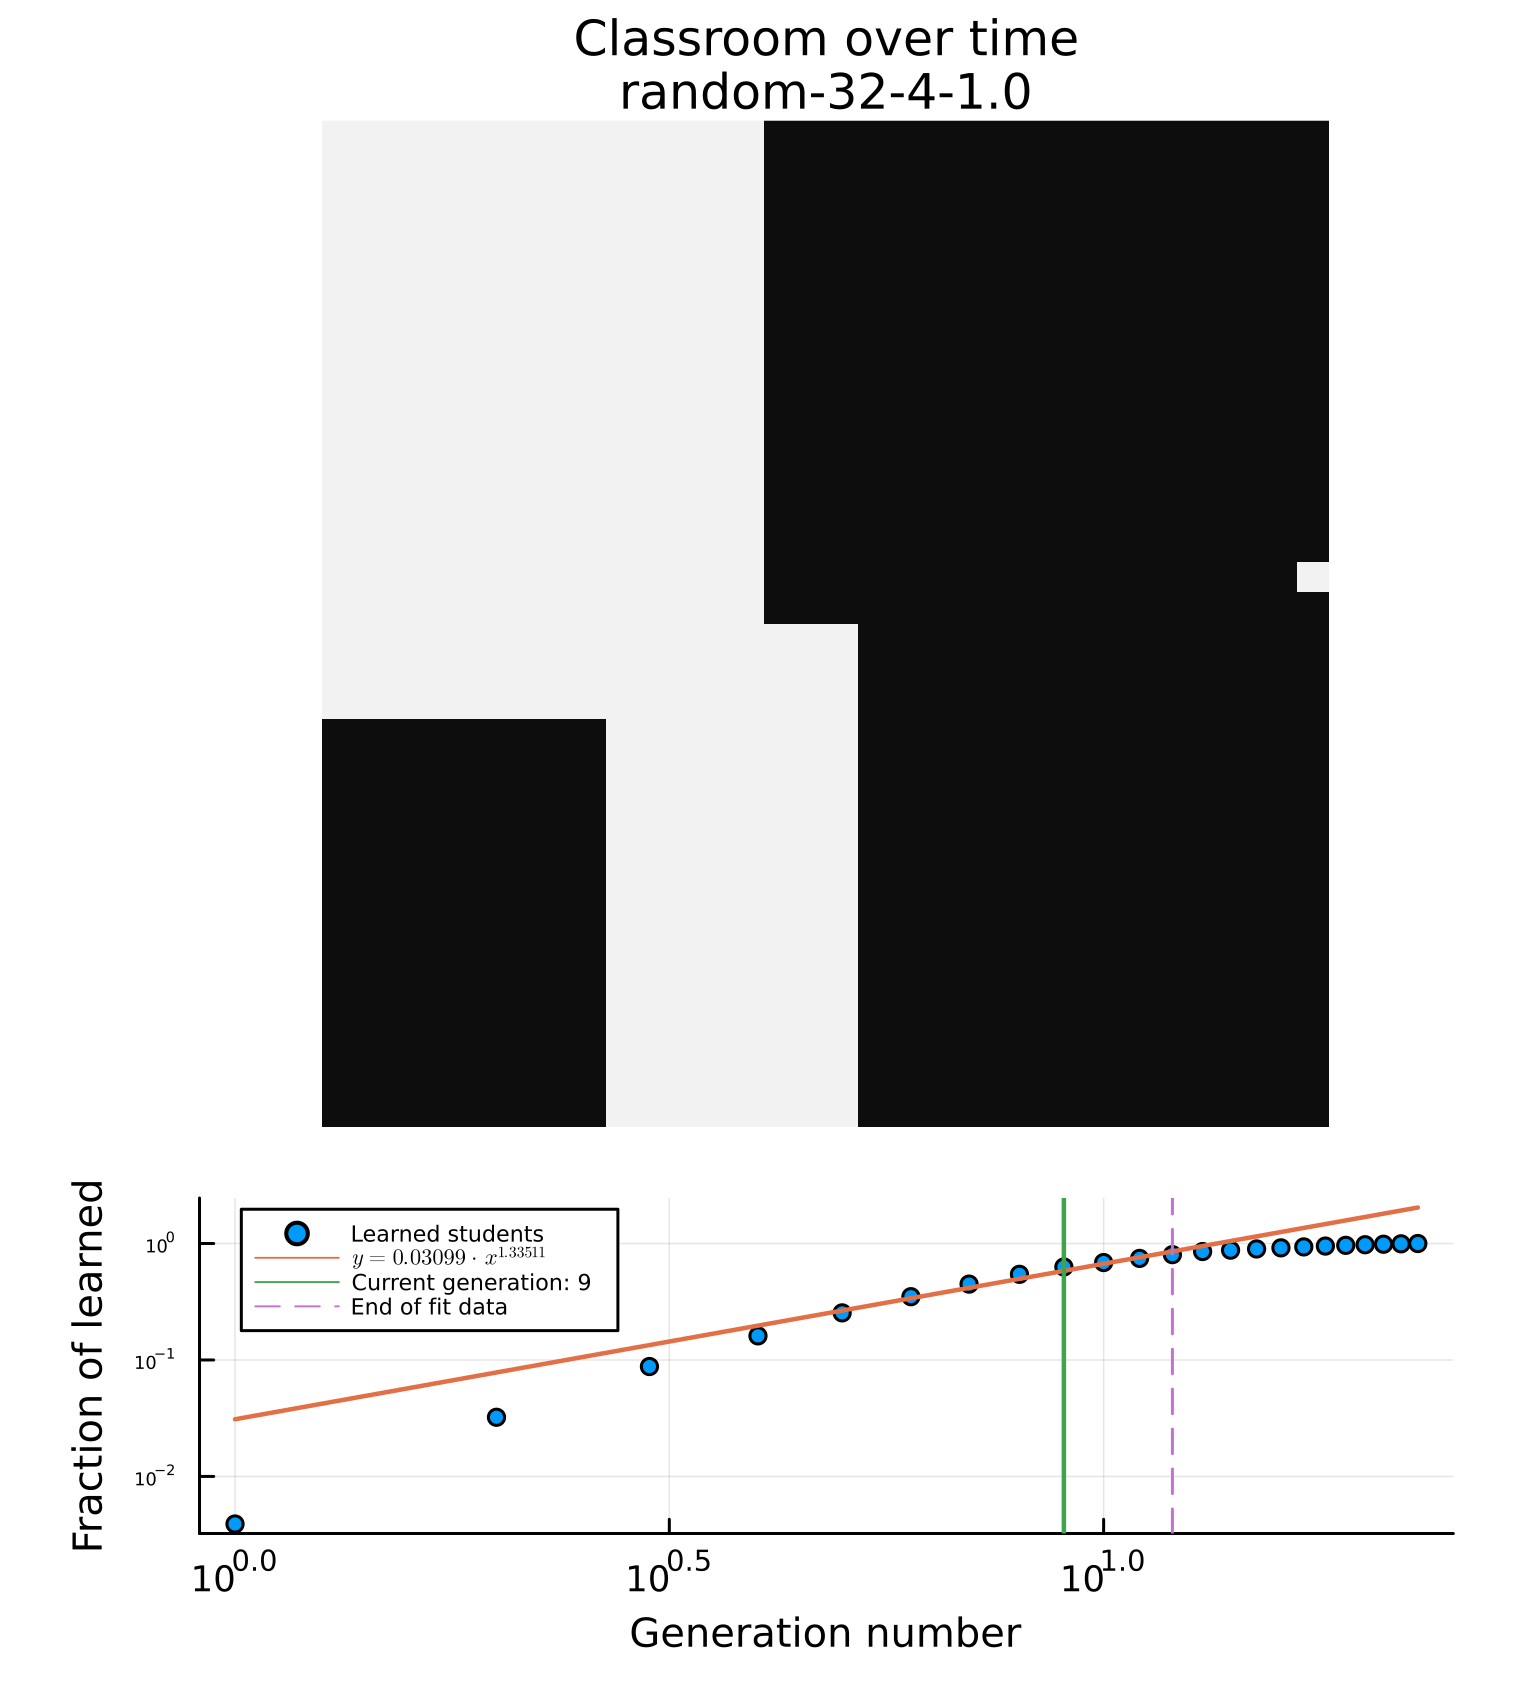 Classroom over time
random-32-4-1.0
Fraction of learned
10^0
10^-1
10^-2
Learned students
y = 0.03099 · x^1.33511
Current generation: 9
End of fit data
10^0.0
10^0.5
10^1.0
Generation number